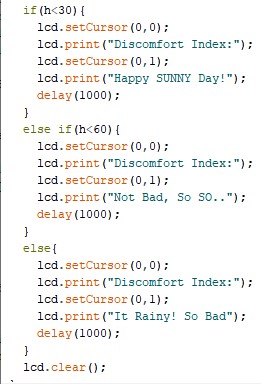 if(h<30){
lcd.setCursor(0,0);
lcd.print("Discomfort Index:");
lcd.setCursor(0,1);
lcd.print("Happy SUNNY Day!");
delay(1000);
}
else if(h<60){
lcd.setCursor(0,0);
lcd.print("Discomfort Index:");
lcd.setCursor(0,1);
lcd.print("Not Bad, So SO..");
delay(1000);
}
else{
lcd.setCursor(0,0);
lcd.print("Discomfort Index:");
lcd.setCursor(0,1);
lcd.print("It Rainy! So Bad");
delay(1000);
}
lcd.clear();